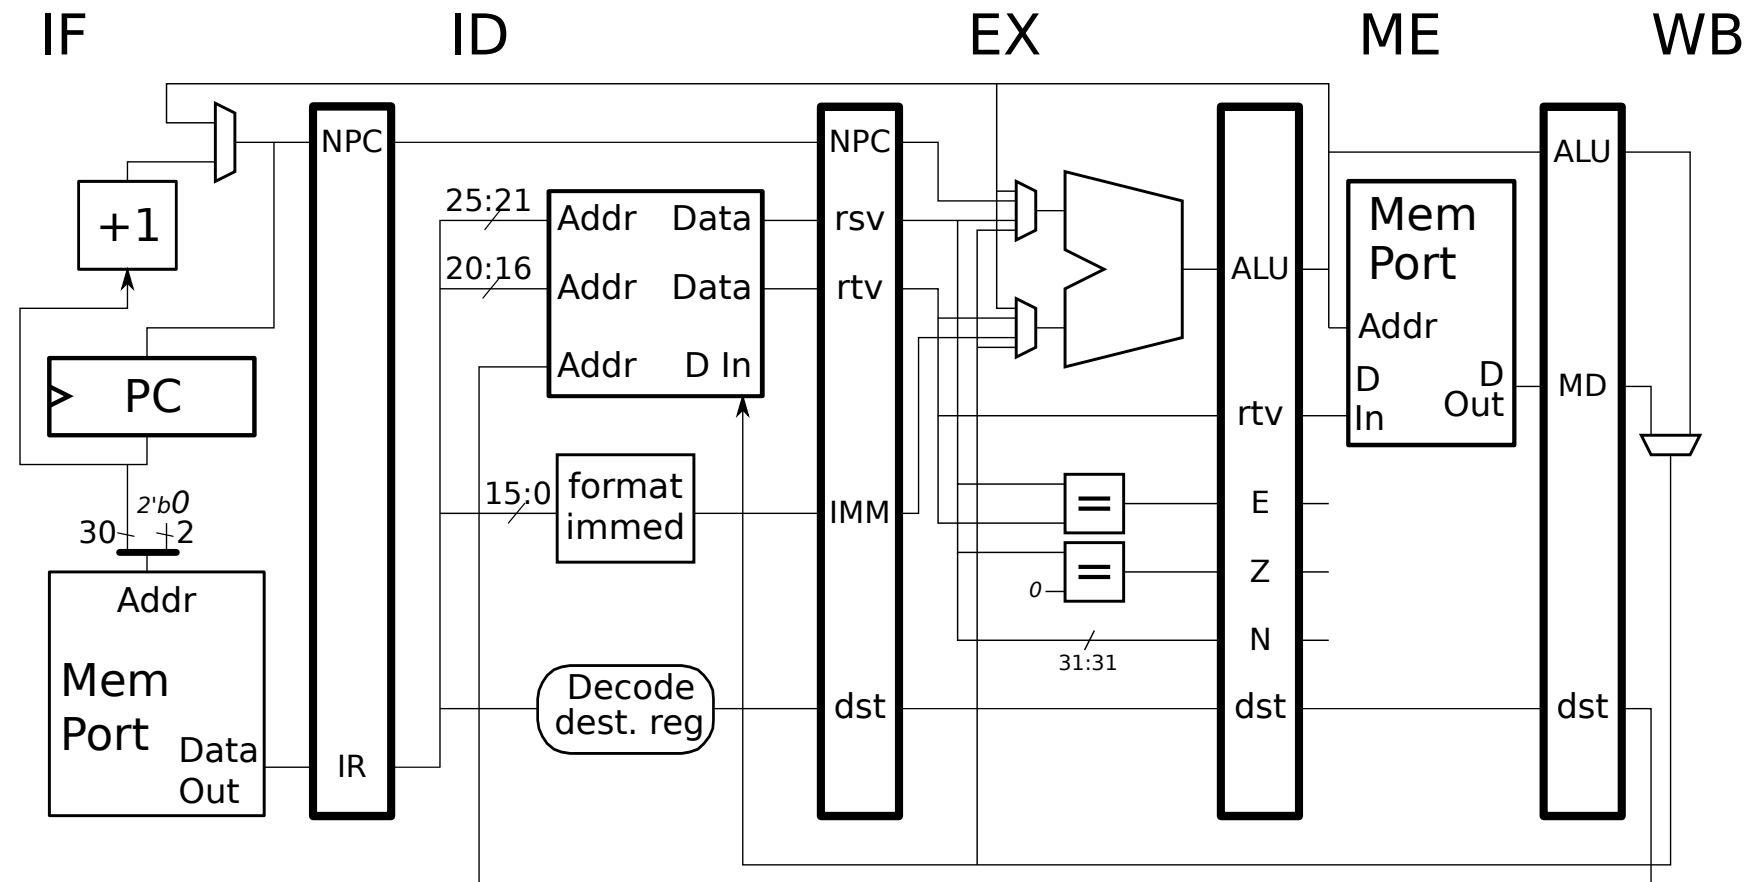 IF ID EX ME WB
NPC
NPC
ALU
+1
25:21
Addr Data
rsv
20:16
Addr Data
rtv
Addr D In
ALU
Mem
Port
Addr
D
In
D
Out
MD
PC
rtv
2'b0
30
2
15:0
format
immed
IMM
=
E
=
0
Z
N
31:31
Addr
Mem
Port
Data
Out
IR
Decode
dest. reg
dst
dst
dst